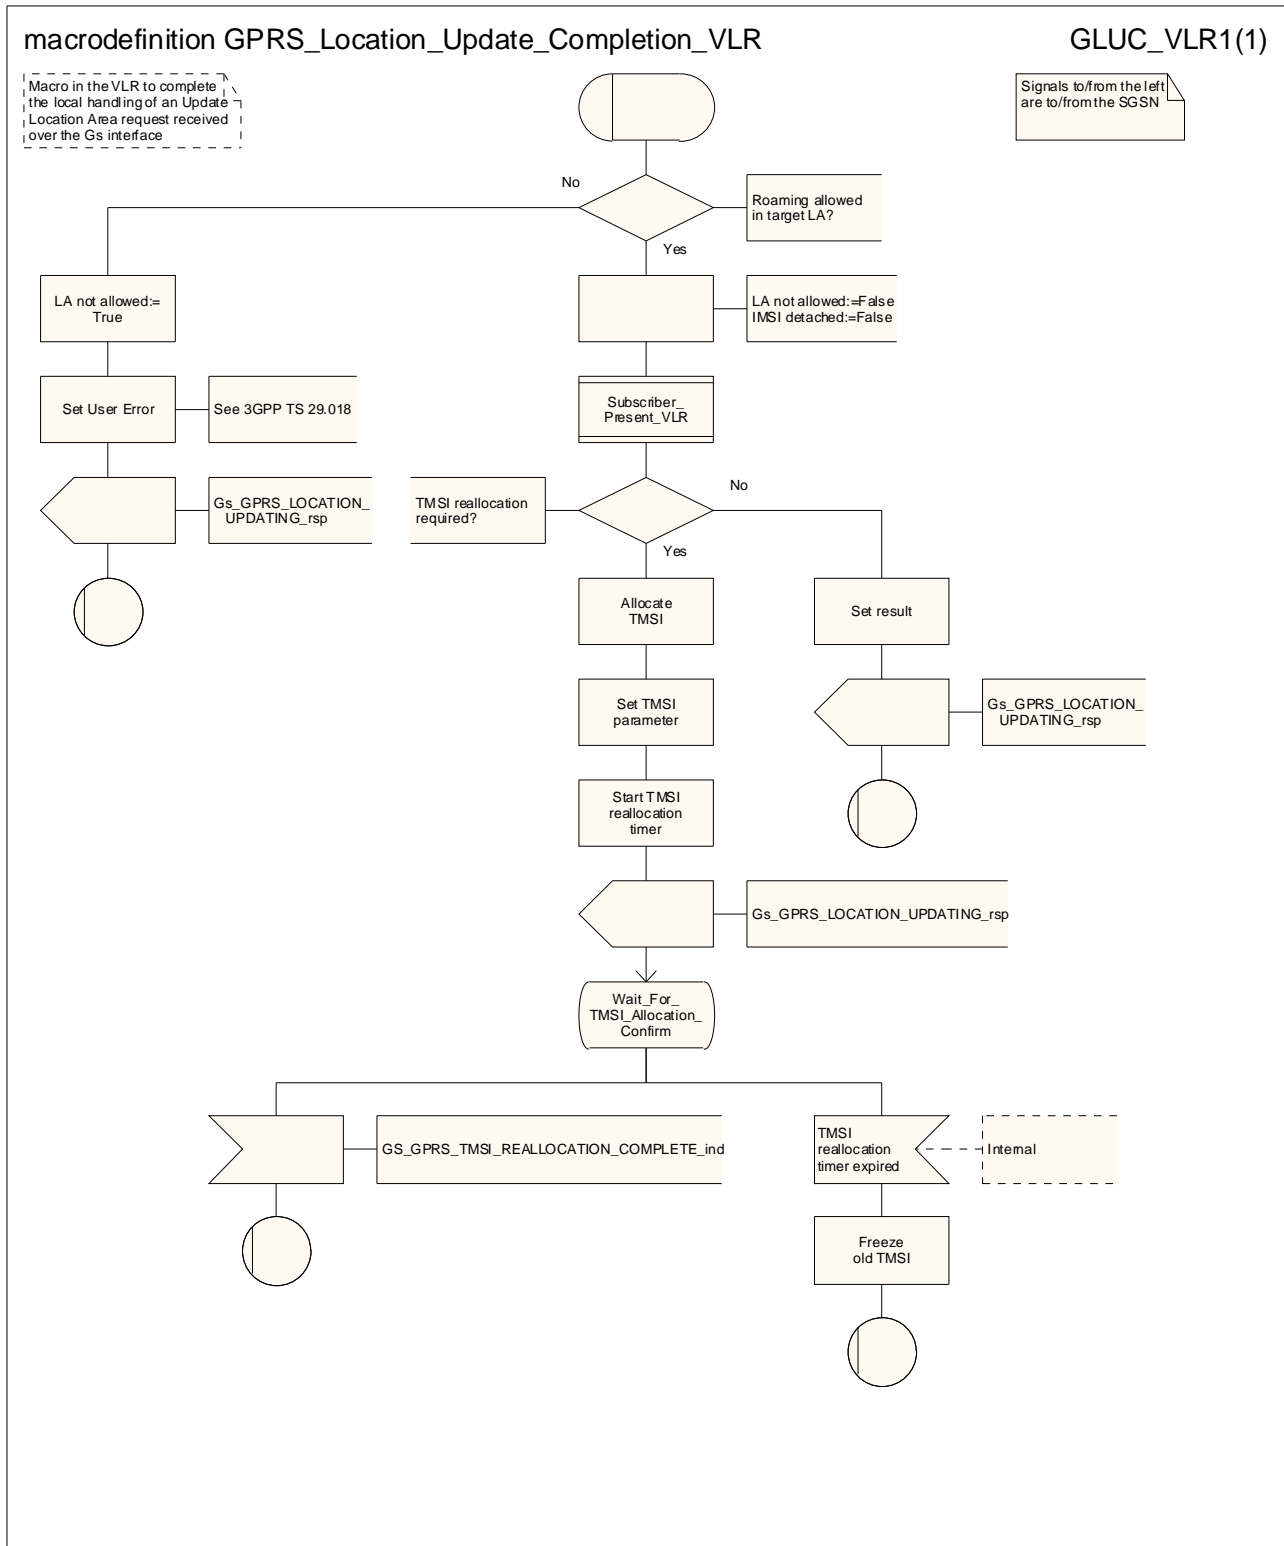 macrodefinition GPRS_Location_Update_Completion_VLR
GLUC_VLR1(1)
Macro in the VLR to complete
the local handling of an Update
Location Area request received
over the Gs interface
Signals to/from the left
are to/from the SGSN
No
Roaming allowed
in target LA?
Yes
LA not allowed:=
True
LA not allowed:=False
IMSI detached:=False
Set User Error
See 3GPP TS 29.018
Subscriber_
Present_VLR
Gs_GPRS_LOCATION_
UPDATING_rsp
TMSI reallocation
required?
No
Yes
Allocate
TMSI
Set result
Set TMSI
parameter
Gs_GPRS_LOCATION_
UPDATING_rsp
Start TMSI
reallocation
timer
Gs_GPRS_LOCATION_UPDATING_rsp
Wait_For_
TMSI_Allocation_
Confirm
GS_GPRS_TMSI_REALLOCATION_COMPLETE_ind
TMSI
reallocation
timer expired
Internal
Freeze
old TMSI